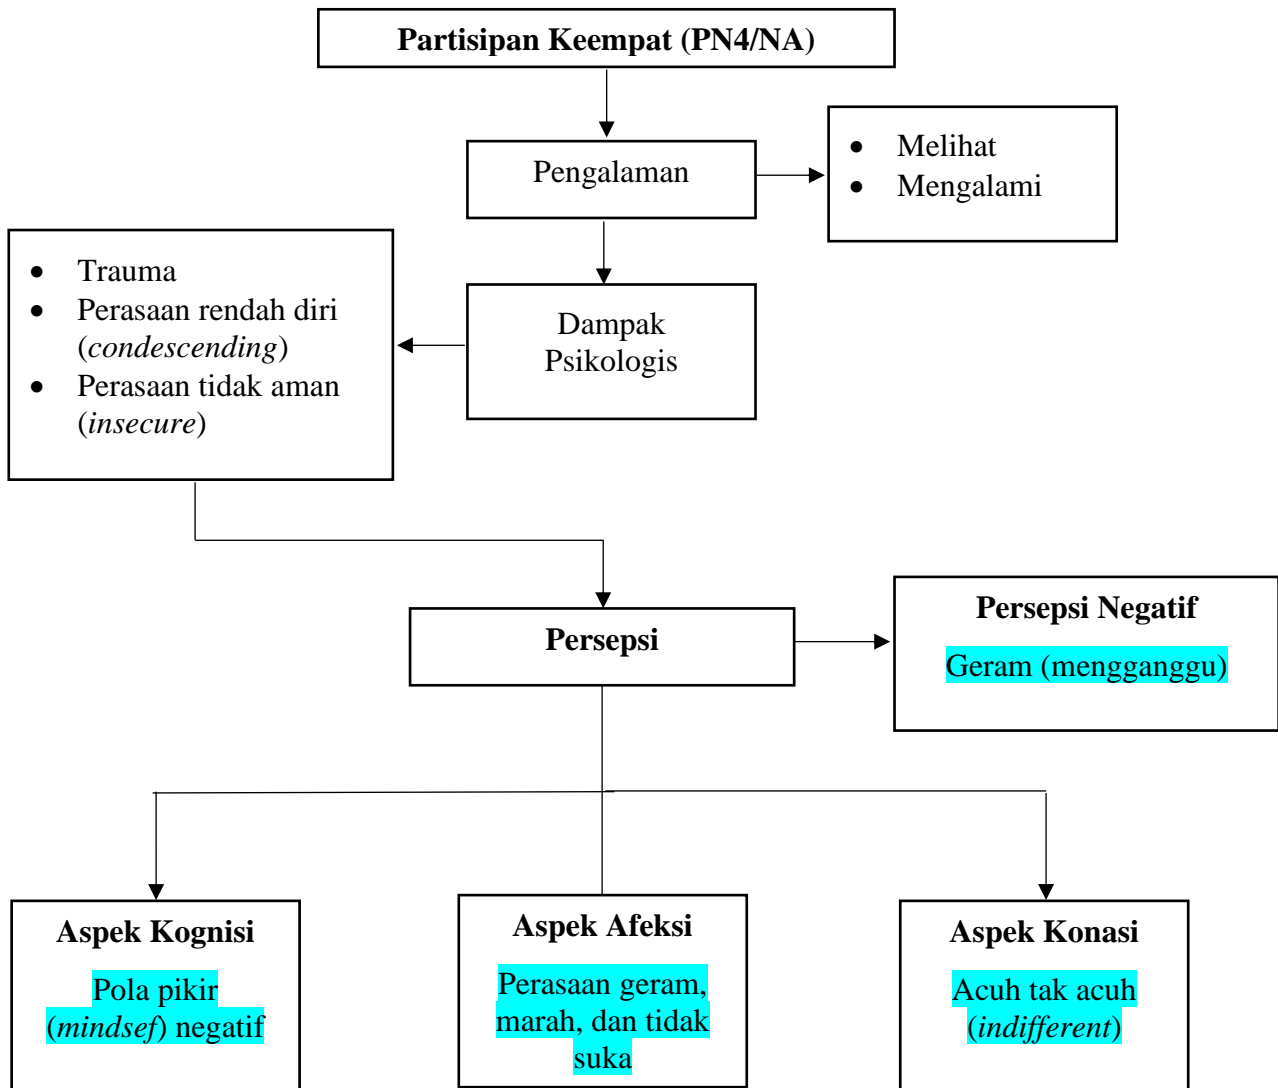 Partisipan Keempat (PN4/NA)
Pengalaman
• Melihat
• Mengalami
Dampak
Psikologis
• Trauma
• Perasaan rendah diri
(condescending)
• Perasaan tidak aman
(insecure)
Persepsi
Persepsi Negatif
Geram (mengganggu)
Aspek Kognisi
Pola pikir
(mindsef) negatif
Aspek Afeksi
Perasaan geram,
marah, dan tidak
suka
Aspek Konasi
Acuh tak acuh
(indifferent)